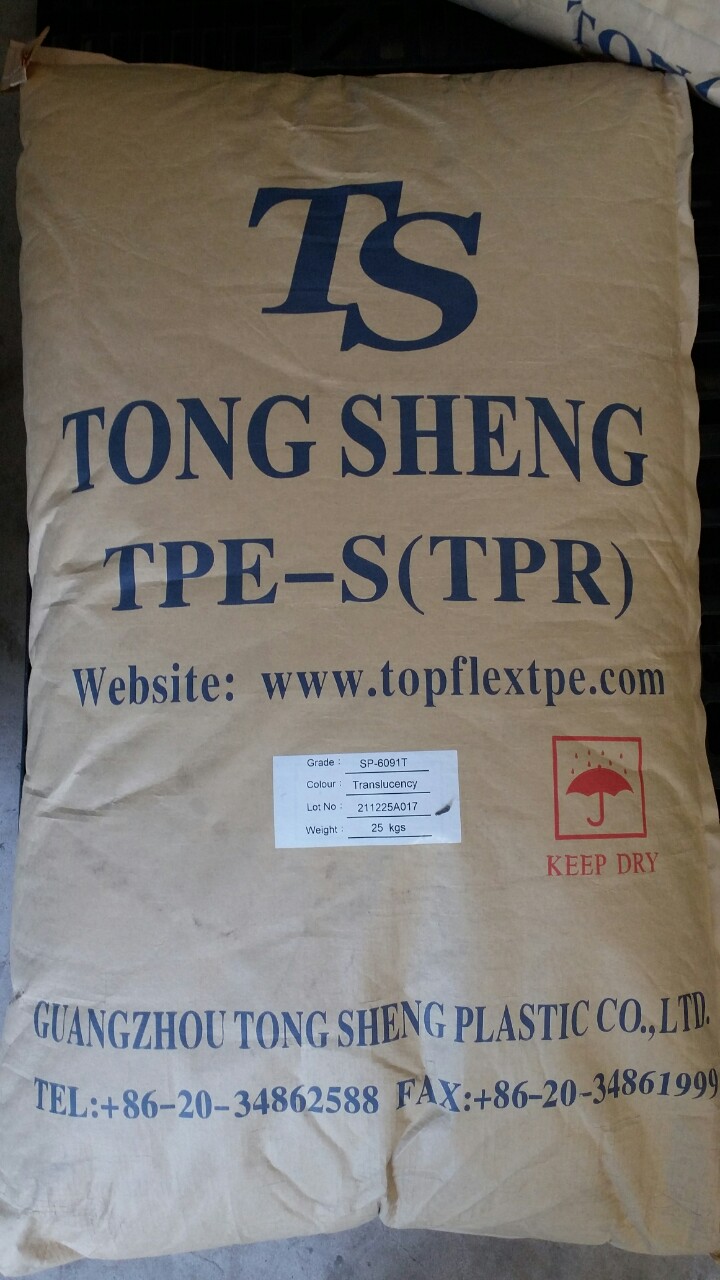 TONG
TS
TONG SHENG
TPE-S(TPR)
Website: www.topflextpe.com
Grade: SP-6091T
Colour: Translucency
Lot No: 211225A017
Weight: 25 kgs
KEEP DRY
GUANGZHOU TONG SHENG PLASTIC CO.,LTD.
TEL:+86-20-34862588 FAX:+86-20-34861999